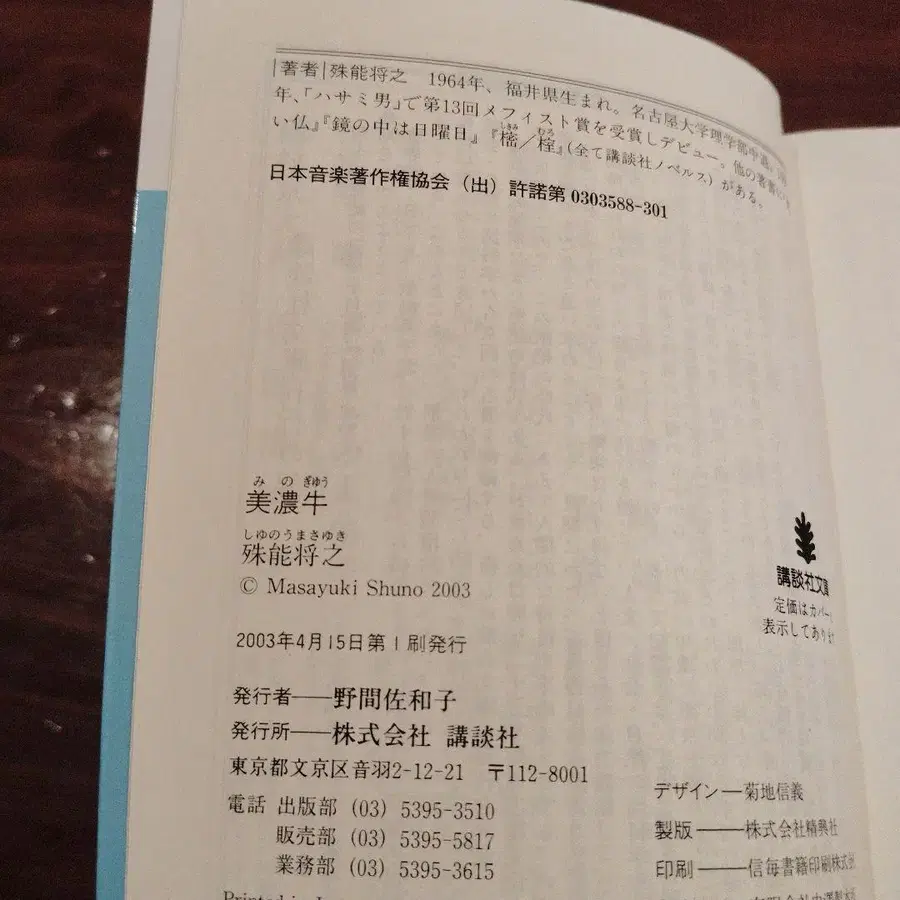 |著者|殊能将之 1964年、福井県生まれ。名古屋大学理学部中退。
年、「ハサミ男」で第13回メフィスト賞を受賞しデビュー。他の著書に
い仏』『鏡の中は日曜日』『樒/榁』(全て講談社ノベルス)がある。
日本音楽著作権協会(出)許諾第 0303588-301
みのぎゅう
美濃牛
しゅのうまさゆき
殊能将之
© Masayuki Shuno 2003
2003年4月15日第1刷発行
講談社文庫
定価はカバー
表示してあり
発行者——野間佐和子
発行所——株式会社 講談社
東京都文京区音羽2-12-21 〒112-8001
電話 出版部 (03) 5395-3510
販売部 (03) 5395-5817
業務部 (03) 5395-3615
Printed in
デザイン—菊地信義
製版——株式会社精興社
印刷——信毎書籍印刷株式